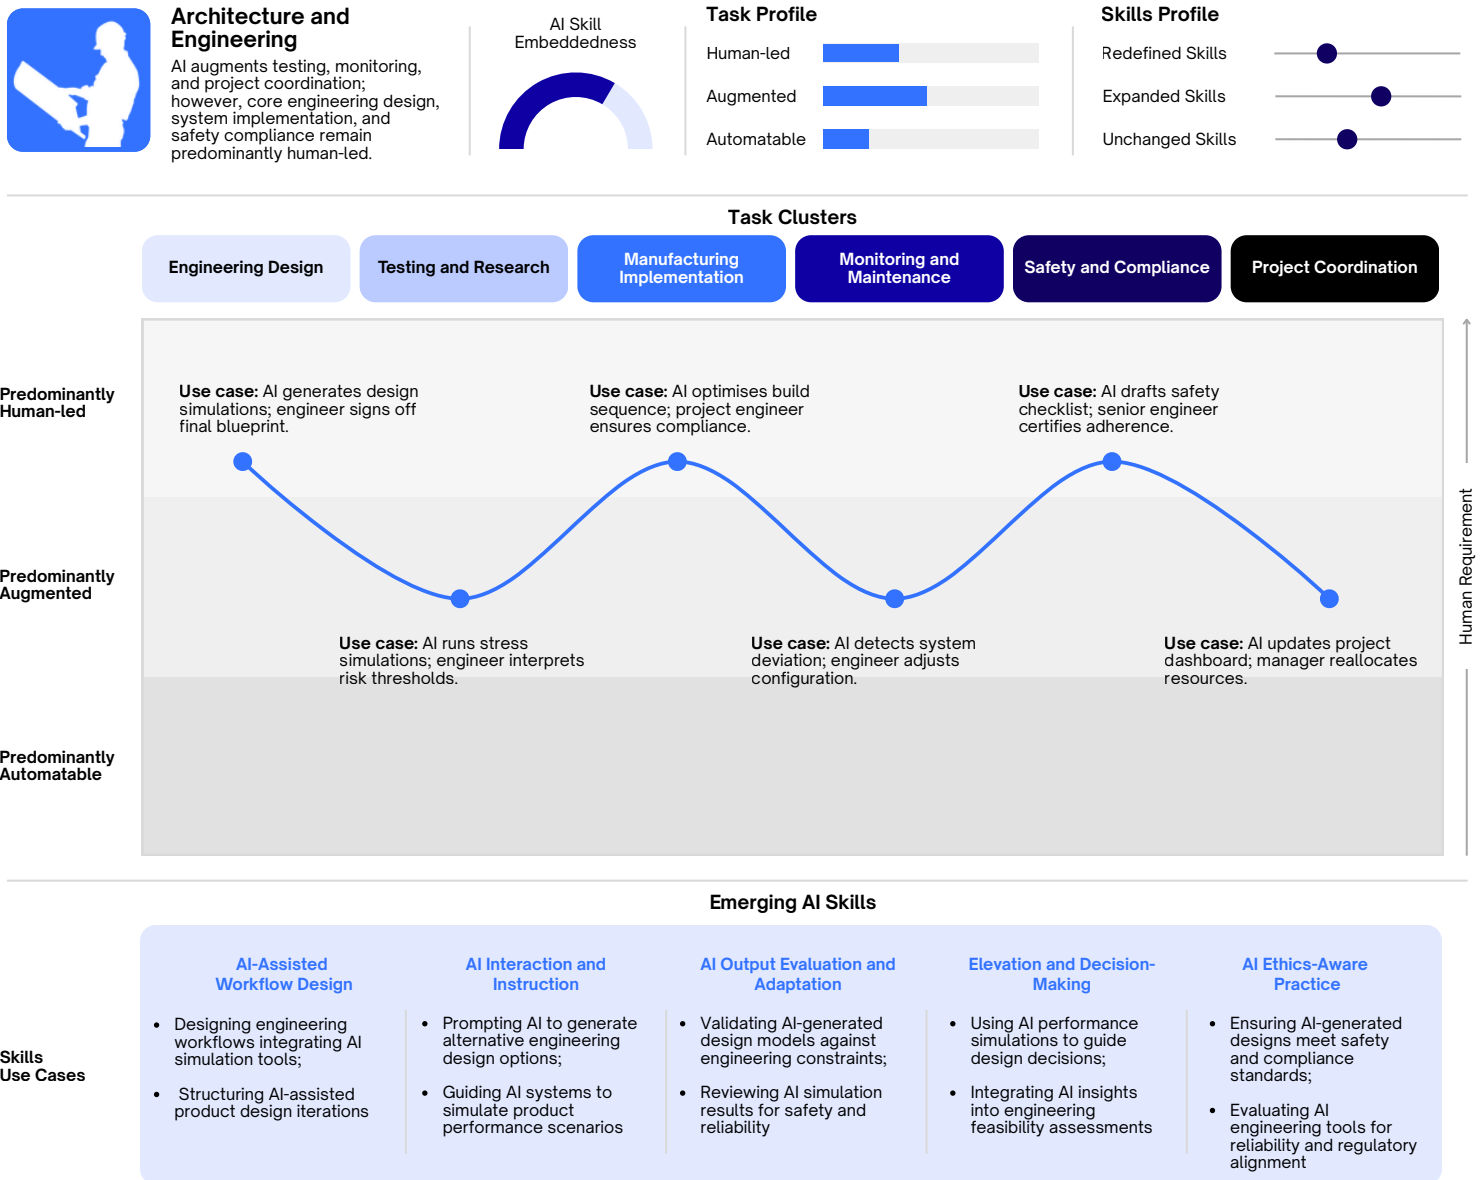 Architecture and
Engineering
AI augments testing, monitoring,
and project coordination;
however, core engineering design,
system implementation, and
safety compliance remain
predominantly human-led.
AI Skill
Embeddedness
Task Profile
Human-led
Augmented
Automatable
Skills Profile
Redefined Skills
Expanded Skills
Unchanged Skills
Task Clusters
Engineering Design
Testing and Research
Manufacturing
Implementation
Monitoring and
Maintenance
Safety and Compliance
Project Coordination
Predominantly
Human-led
Use case: AI generates design
simulations; engineer signs off
final blueprint.
Use case: AI optimises build
sequence; project engineer
ensures compliance.
Use case: AI drafts safety
checklist; senior engineer
certifies adherence.
Predominantly
Augmented
Human Requirement
Use case: AI runs stress
simulations; engineer interprets
risk thresholds.
Use case: AI detects system
deviation; engineer adjusts
configuration.
Use case: AI updates project
dashboard; manager reallocates
resources.
Predominantly
Automatable
Emerging AI Skills
Skills
Use Cases
AI-Assisted
Workflow Design
• Designing engineering
workflows integrating AI
simulation tools;
• Structuring AI-assisted
product design iterations
AI Interaction and
Instruction
• Prompting AI to generate
alternative engineering
design options;
• Guiding AI systems to
simulate product
performance scenarios
AI Output Evaluation and
Adaptation
• Validating AI-generated
design models against
engineering constraints;
• Reviewing AI simulation
results for safety and
reliability
Elevation and Decision-
Making
• Using AI performance
simulations to guide
design decisions;
• Integrating AI insights
into engineering
feasibility assessments
AI Ethics-Aware
Practice
• Ensuring AI-generated
designs meet safety
and compliance
standards;
• Evaluating AI
engineering tools for
reliability and regulatory
alignment